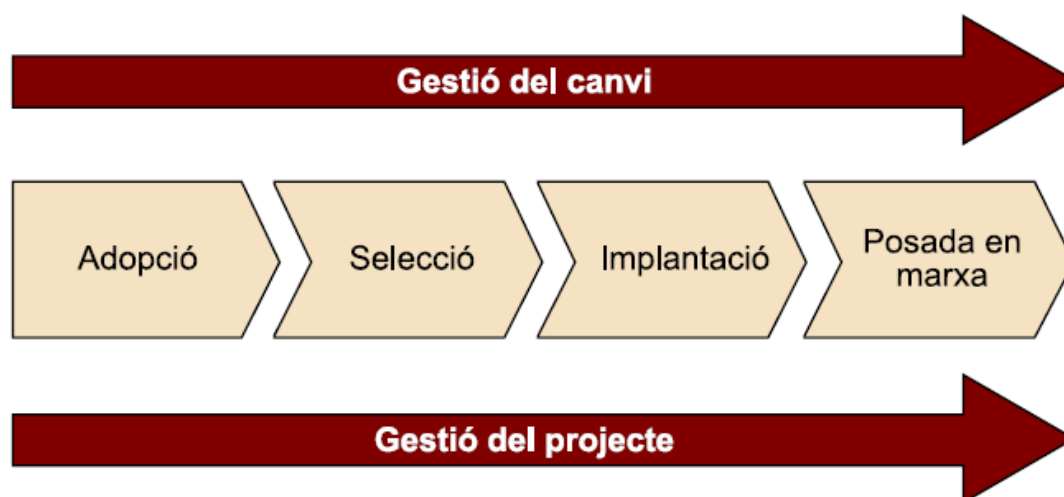 Gestió del canvi
Adopció
Selecció
Implantació
Posada en
marxa
Gestió del projecte